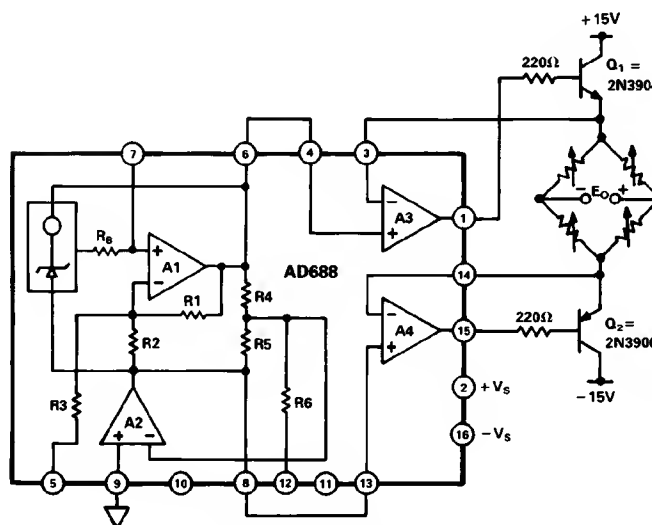 +15V
220Ω
Q1 =
2N3904
7
6
4
3
− EO +
A3
−
+
1
RB
+
−
A1
AD688
R1
R4
14
R2
R5
−
+
A4
15
220Ω
Q2 =
2N3906
R3
R6
2
+VS
−15V
A2
+
−
16
−VS
5
9
10
8
12
11
13